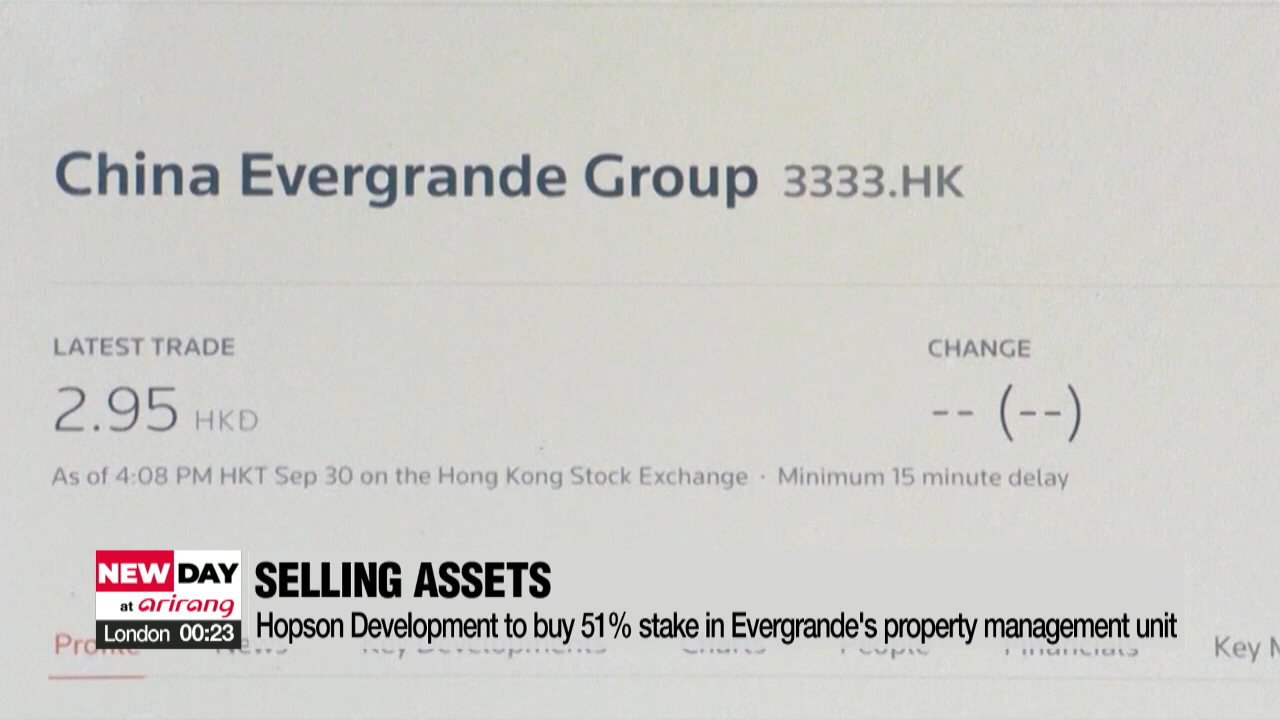 China Evergrande Group 3333.HK
LATEST TRADE
CHANGE
2.95 HKD
-- (--)
As of 4:08 PM HKT Sep 30 on the Hong Kong Stock Exchange · Minimum 15 minute delay
NEW DAY
SELLING ASSETS
at arirang
London 00:23
Hopson Development to buy 51% stake in Evergrande's property management unit
Profile
Key